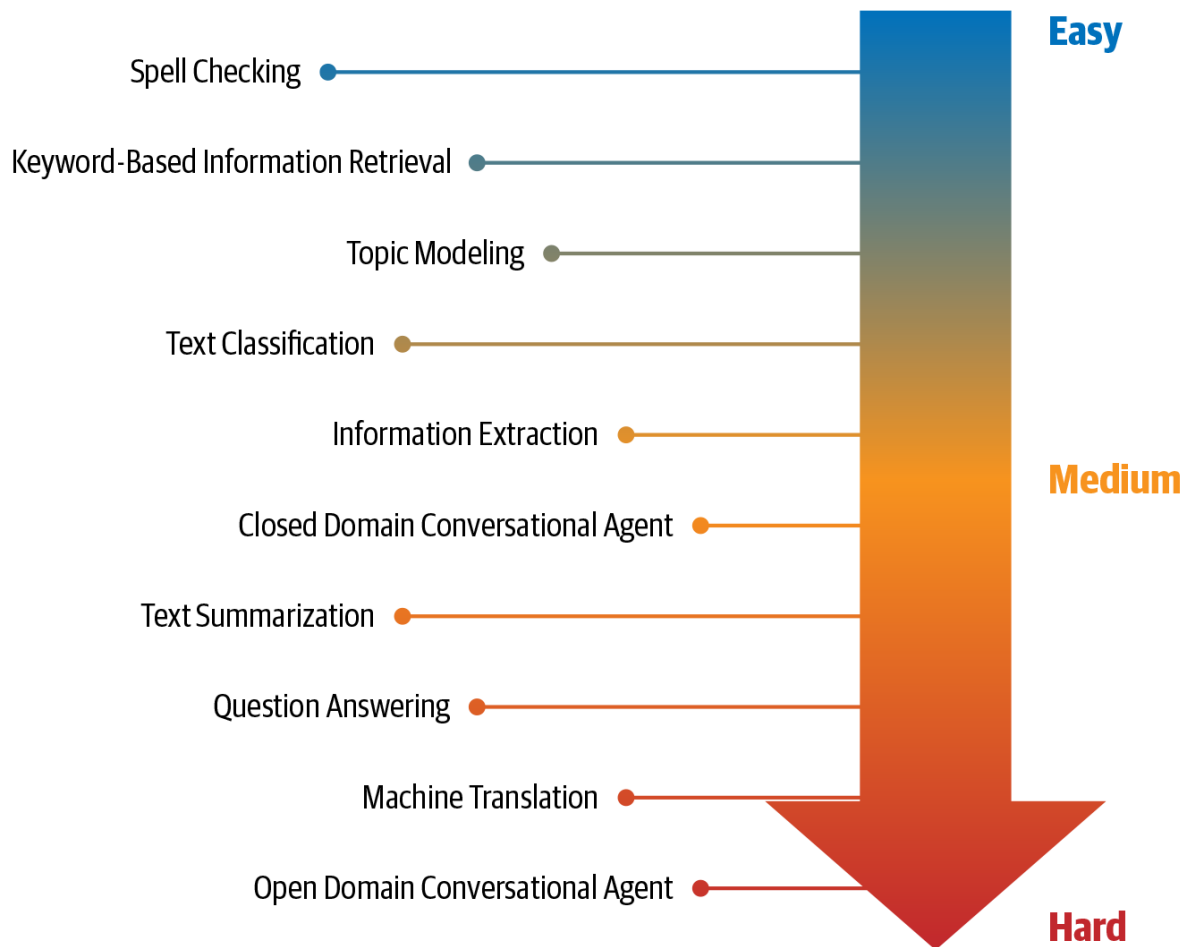 Easy
Spell Checking
Keyword-Based Information Retrieval
Topic Modeling
Text Classification
Information Extraction
Medium
Closed Domain Conversational Agent
Text Summarization
Question Answering
Machine Translation
Open Domain Conversational Agent
Hard